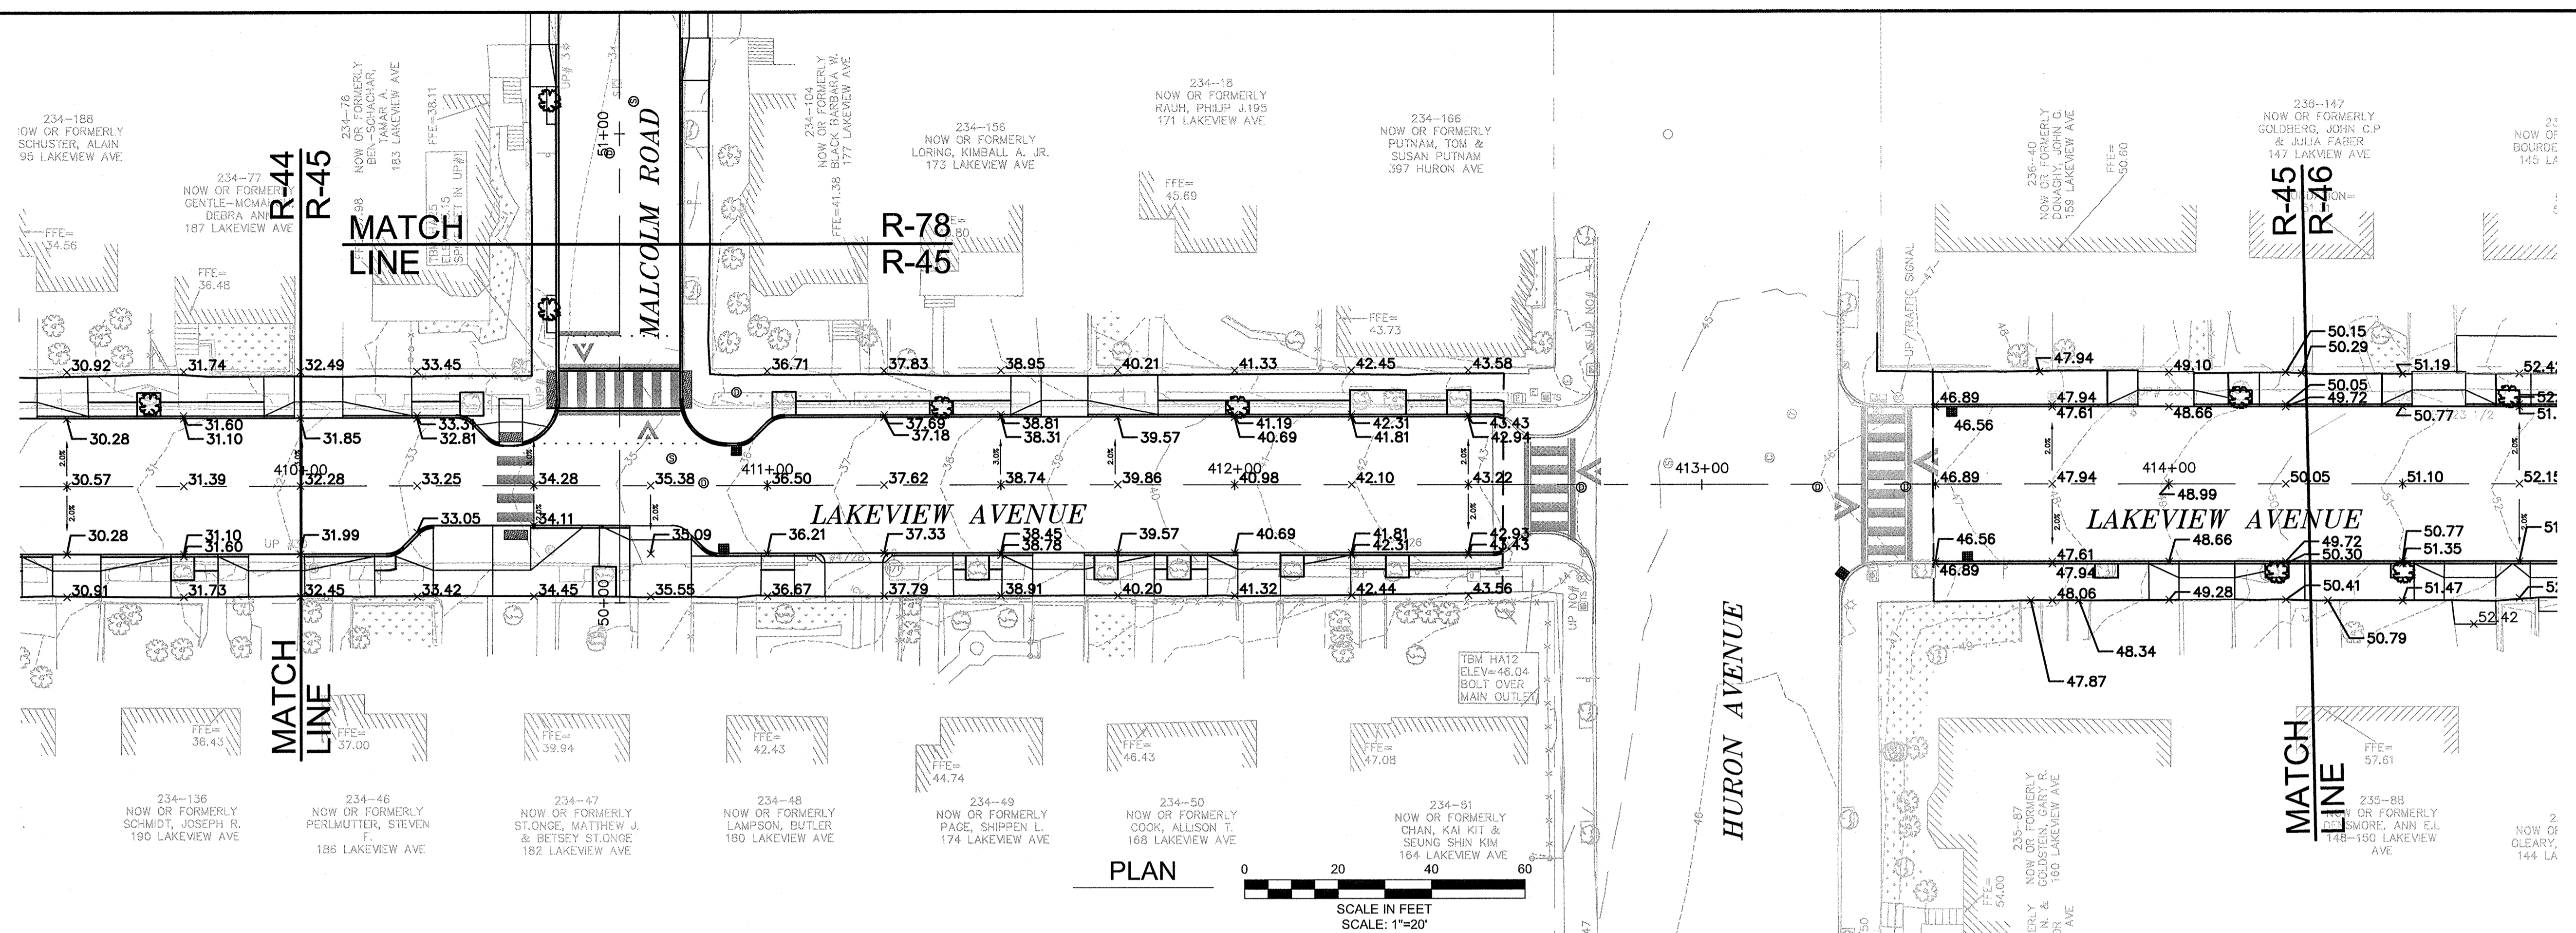 234-188
NOW OR FORMERLY
SCHUSTER, ALAIN
95 LAKEVIEW AVE
234-77
NOW OR FORMERLY
DEBRA ANN
187 LAKEVIEW AVE
FFE=
34.56
FFE=
36.48
R-44
R-45
234-76
NOW OR FORMERLY
BEN-SCHACHAR,
TAMAR A.
183 LAKEVIEW AVE
FFE=38.11
MATCH
LINE
R-78
R-45
UP# 3
51+00
MALCOLM ROAD
34
234-104
NOW OR FORMERLY
BLACK BARBARA W.
177 LAKEVIEW AVE
FFE=41.38
234-156
NOW OR FORMERLY
LORING, KIMBALL A. JR.
173 LAKEVIEW AVE
234-18
NOW OR FORMERLY
RAUH, PHILIP J.195
171 LAKEVIEW AVE
FFE=
45.69
234-166
NOW OR FORMERLY
PUTNAM, TOM &
SUSAN PUTNAM
397 HURON AVE
FFE=
43.73
236-40
NOW OR FORMERLY
DONAGHY, JOHN G.
159 LAKEVIEW AVE
FFE=
50.60
236-147
NOW OR FORMERLY
GOLDBERG, JOHN C.P
& JULIA FABER
147 LAKVIEW AVE
R-45
R-46
145 LA
UP/TRAFFIC SIGNAL
30.92 31.74 32.49 33.45 36.71 37.83 38.95 40.21 41.33 42.45 43.58 47.94 49.10 50.15 50.29 51.19
30.28 31.60 31.10 31.85 33.31 32.81 37.69 37.18 38.81 38.31 39.57 41.19 40.69 42.31 41.81 43.43 42.94 46.89 46.56 47.94 47.61 48.66 50.05 49.72 50.77
410+00 411+00 412+00 413+00 414+00
30.57 31.39 32.28 33.25 34.28 35.38 36.50 37.62 38.74 39.86 40.98 42.10 43.22 46.89 47.94 48.99 50.05 51.10 52.15
LAKEVIEW AVENUE
LAKEVIEW AVENUE
30.28 31.10 31.60 31.99 33.05 34.11 35.09 36.21 37.33 38.45 38.78 39.57 40.69 41.81 42.31 42.93 43.43 46.56 46.89 47.61 47.94 48.66 49.72 50.30 50.77 51.35
30.91 31.73 32.45 33.42 34.45 35.55 36.67 37.79 38.91 40.20 41.32 42.44 43.56 48.06 49.28 50.41 51.47
50+00
52.42
50.79
48.34
47.87
TBM HA12
ELEV=46.04
BOLT OVER
MAIN OUTLET
HURON AVENUE
MATCH
LINE
MATCH
LINE
FFE=
36.43
FFE=
37.00
FFE=
39.94
FFE=
42.43
FFE=
44.74
FFE=
46.43
FFE=
47.08
FFE=
54.00
FFE=
57.61
234-136
NOW OR FORMERLY
SCHMIDT, JOSEPH R.
190 LAKEVIEW AVE
234-46
NOW OR FORMERLY
PERLMUTTER, STEVEN
F.
186 LAKEVIEW AVE
234-47
NOW OR FORMERLY
ST.ONGE, MATTHEW J.
& BETSEY ST.ONGE
182 LAKEVIEW AVE
234-48
NOW OR FORMERLY
LAMPSON, BUTLER
180 LAKEVIEW AVE
234-49
NOW OR FORMERLY
PAGE, SHIPPEN L.
174 LAKEVIEW AVE
234-50
NOW OR FORMERLY
COOK, ALLISON T.
168 LAKEVIEW AVE
234-51
NOW OR FORMERLY
CHAN, KAI KIT &
SEUNG SHIN KIM
164 LAKEVIEW AVE
235-87
NOW OR FORMERLY
GOLDSTEIN, GARY R.
160 LAKEVIEW AVE
235-88
NOW OR FORMERLY
148-150 LAKEVIEW
AVE
144 LA
PLAN
0 20 40 60
SCALE IN FEET
SCALE: 1"=20'